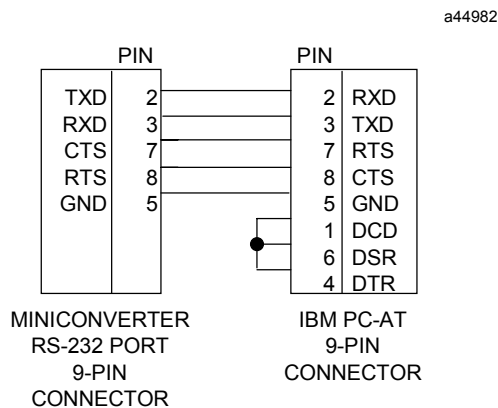 a44982
PIN PIN
TXD 2 2 RXD
RXD 3 3 TXD
CTS 7 7 RTS
RTS 8 8 CTS
GND 5 5 GND
1 DCD
6 DSR
4 DTR
MINICONVERTER
RS-232 PORT
9-PIN
CONNECTOR
IBM PC-AT
9-PIN
CONNECTOR